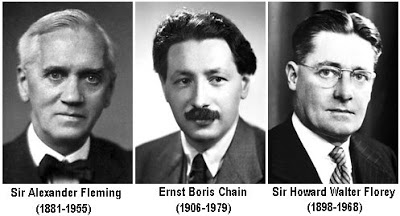 Sir Alexander Fleming
(1881-1955)
Ernst Boris Chain
(1906-1979)
Sir Howard Walter Florey
(1898-1968)